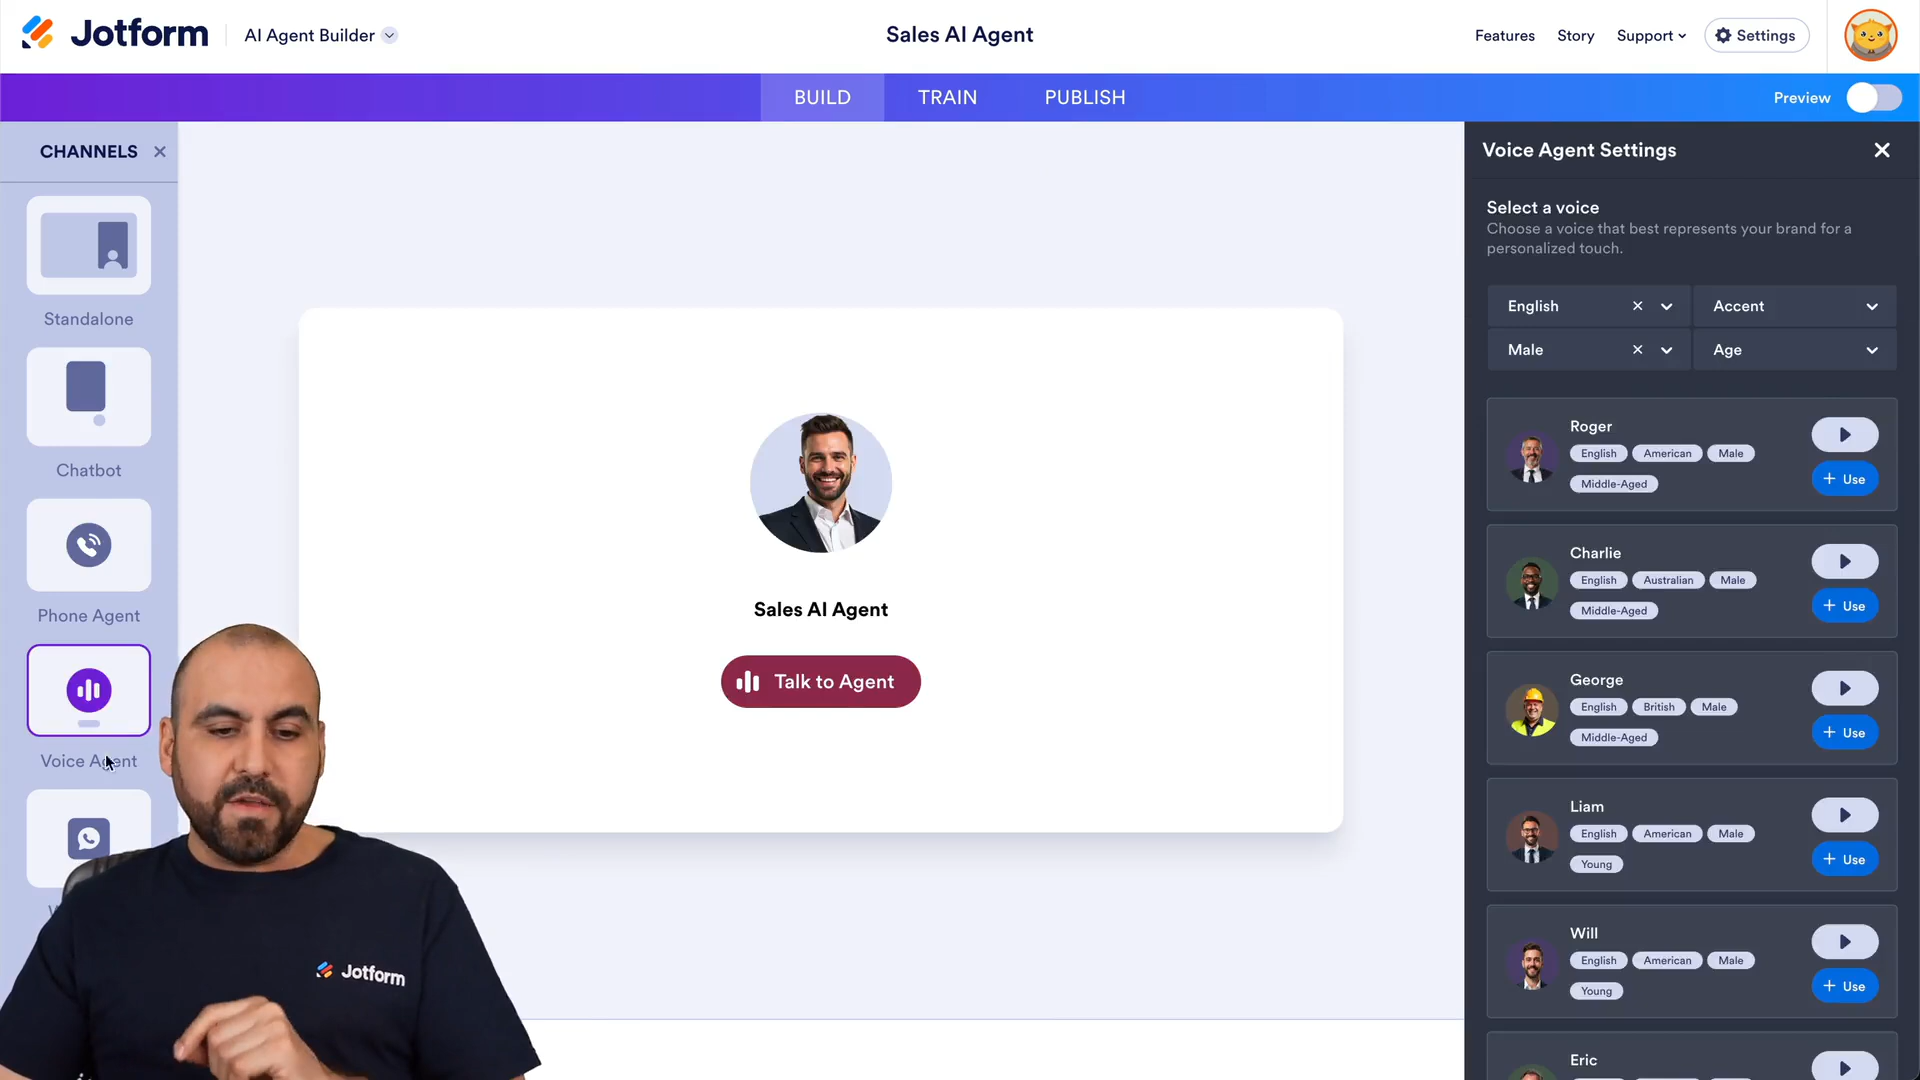 Jotform
AI Agent Builder
Sales AI Agent
Features
Story
Support
Settings
BUILD
TRAIN
PUBLISH
Preview
CHANNELS
Standalone
Chatbot
Phone Agent
Voice Agent
Sales AI Agent
Talk to Agent
Jotform
Voice Agent Settings
Select a voice
Choose a voice that best represents your brand for a
personalized touch.
English
Accent
Male
Age
Roger
English American Male
Middle-Aged
+ Use
Charlie
English Australian Male
Middle-Aged
+ Use
George
English British Male
Middle-Aged
+ Use
Liam
English American Male
Young
+ Use
Will
English American Male
Young
+ Use
Eric